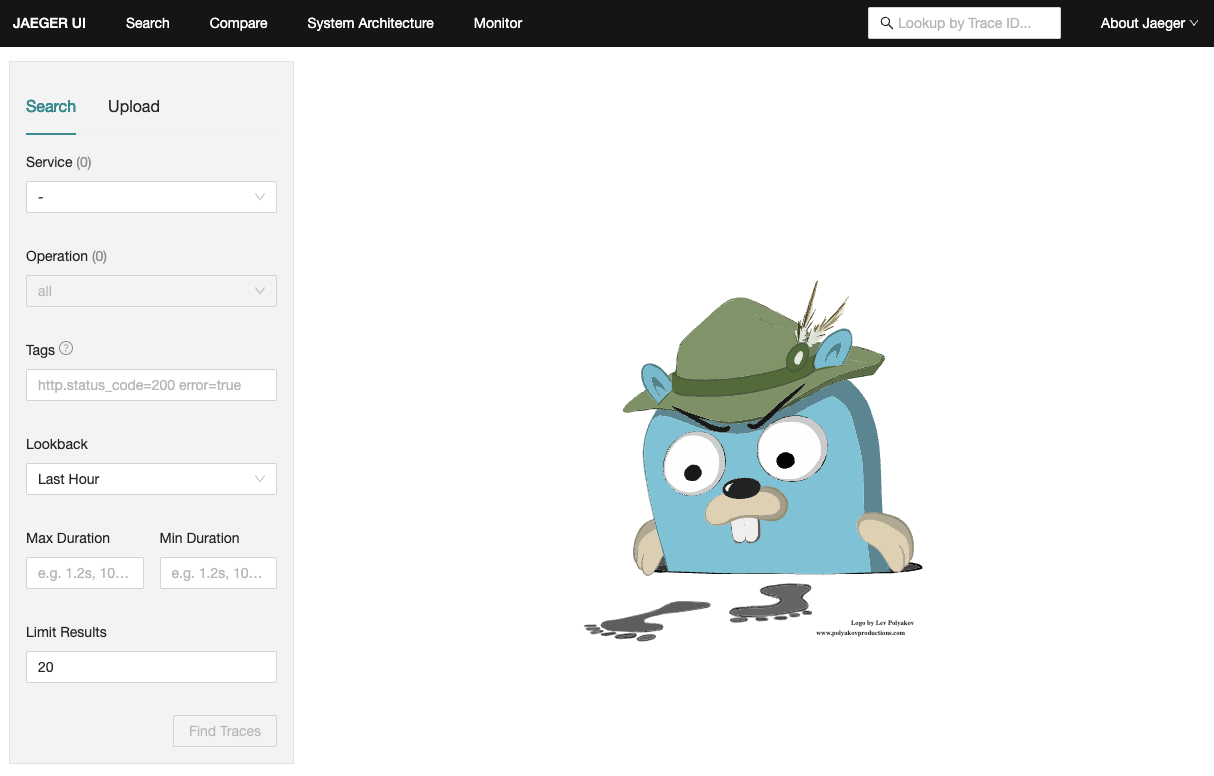 JAEGER UI Search Compare System Architecture Monitor Lookup by Trace ID... About Jaeger
Search Upload
Service (0)
-
Operation (0)
all
Tags ?
http.status_code=200 error=true
Lookback
Last Hour
Max Duration Min Duration
e.g. 1.2s, 10... e.g. 1.2s, 10...
Limit Results
20
Find Traces
Logo by Lev Polyakov
www.polyakovproductions.com